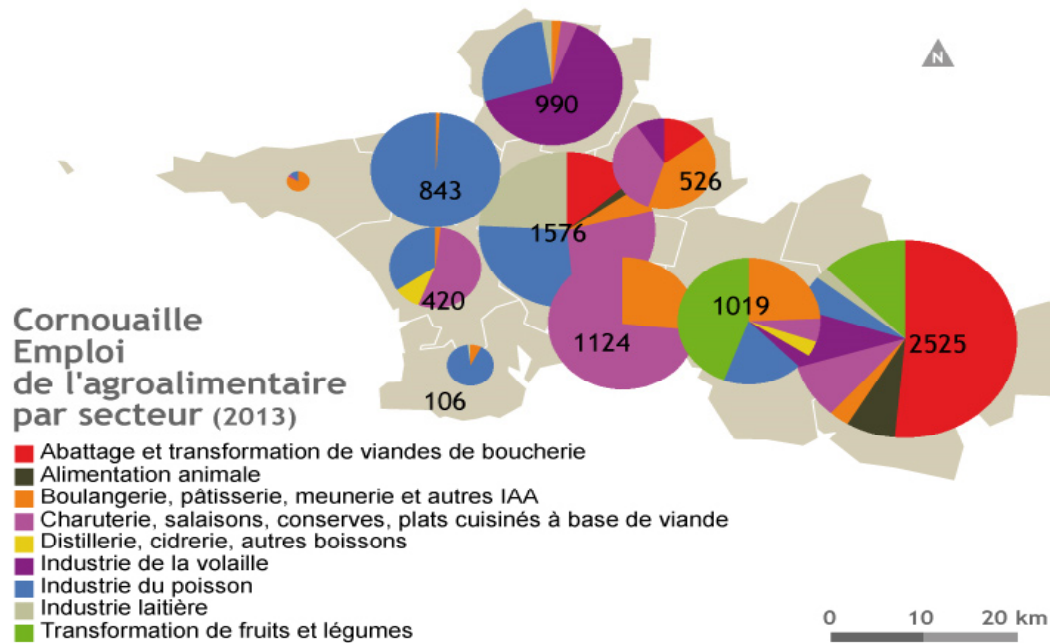 N
990
843
526
1576
420
1019
1124
2525
106
Cornouaille
Emploi
de l'agroalimentaire
par secteur (2013)
Abattage et transformation de viandes de boucherie
Alimentation animale
Boulangerie, pâtisserie, meunerie et autres IAA
Charuterie, salaisons, conserves, plats cuisinés à base de viande
Distillerie, cidrerie, autres boissons
Industrie de la volaille
Industrie du poisson
Industrie laitière
Transformation de fruits et légumes
0 10 20 km